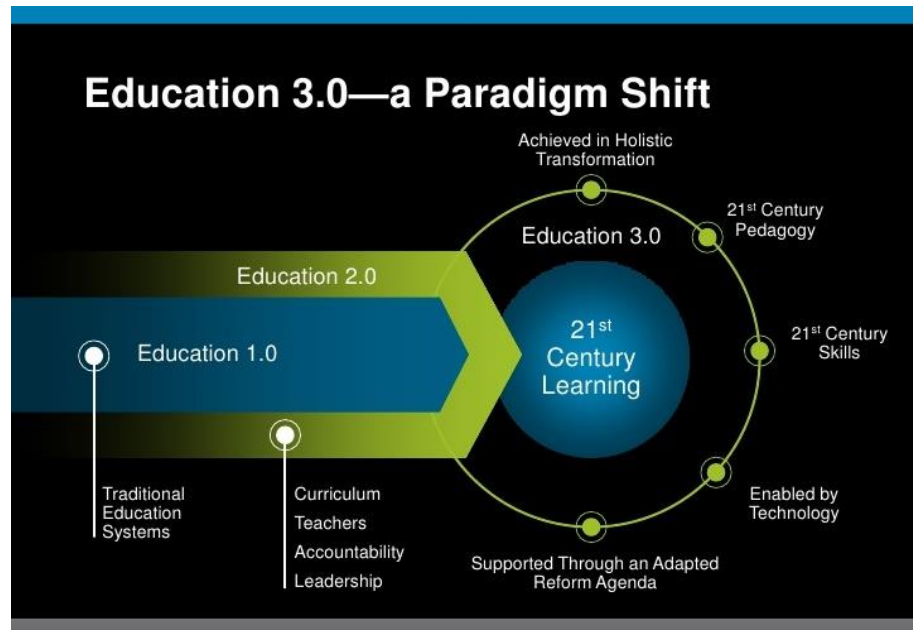 Education 3.0—a Paradigm Shift
Achieved in Holistic
Transformation
21st Century
Pedagogy
Education 3.0
Education 2.0
21st
Century
Learning
21st Century
Skills
Education 1.0
Traditional
Education
Systems
Curriculum
Teachers
Accountability
Leadership
Enabled by
Technology
Supported Through an Adapted
Reform Agenda